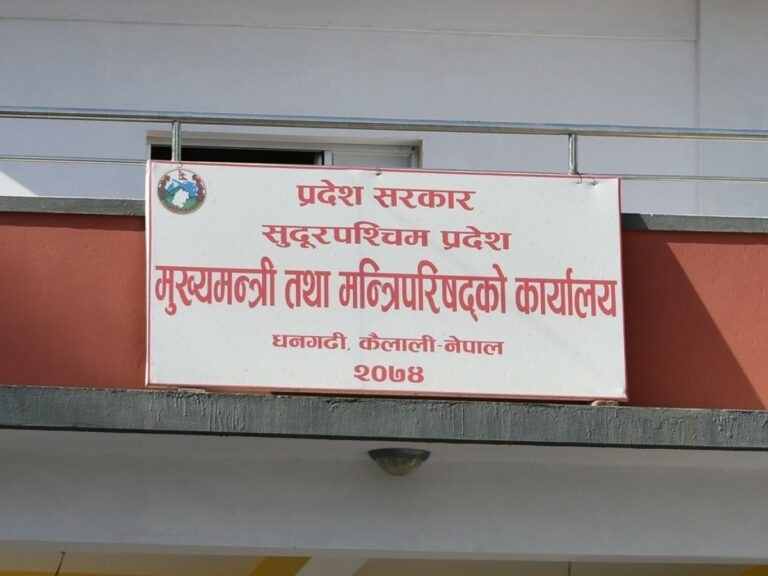 प्रदेश सरकार
सुदूरपश्चिम प्रदेश
मुख्यमन्त्री तथा मन्त्रिपरिषद्को कार्यालय
धनगढी, कैलाली-नेपाल
२०७४